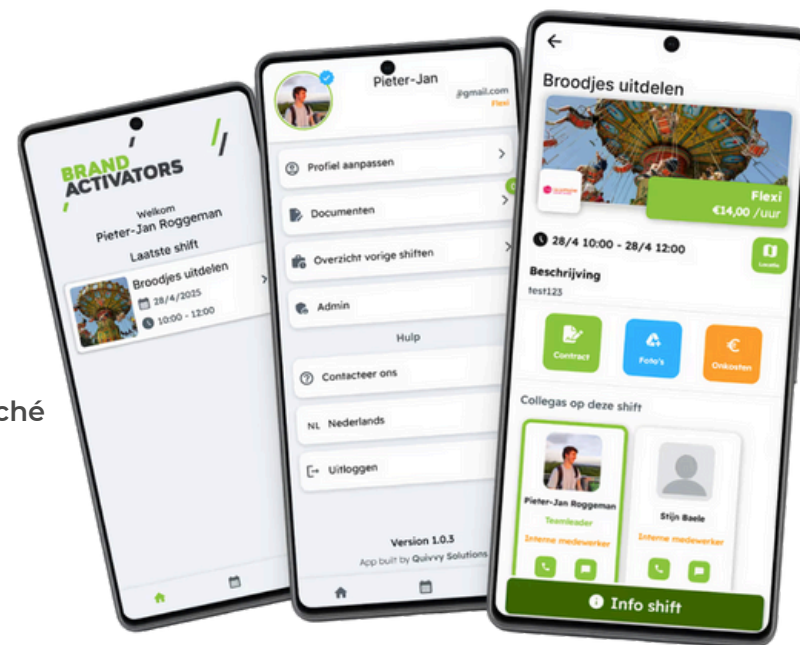 ché
BRAND
ACTIVATORS
Welkom
Pieter-Jan Roggeman
Laatste shift
Broodjes uitdelen
28/4/2025
10:00 - 12:00
Pieter-Jan
@gmail.com
Flexi
Profiel aanpassen
Documenten
Overzicht vorige shiften
Admin
Hulp
Contacteer ons
NL Nederlands
Uitloggen
Version 1.0.3
App built by Quivvy Solutions
Broodjes uitdelen
Flexi
€14,00 /uur
28/4 10:00 - 28/4 12:00
Locatie
Beschrijving
test123
Contract
Foto's
Onkosten
Collegas op deze shift
Pieter-Jan Roggeman
Teamleader
Interne medewerker
Stijn Baele
Interne medewerker
Info shift